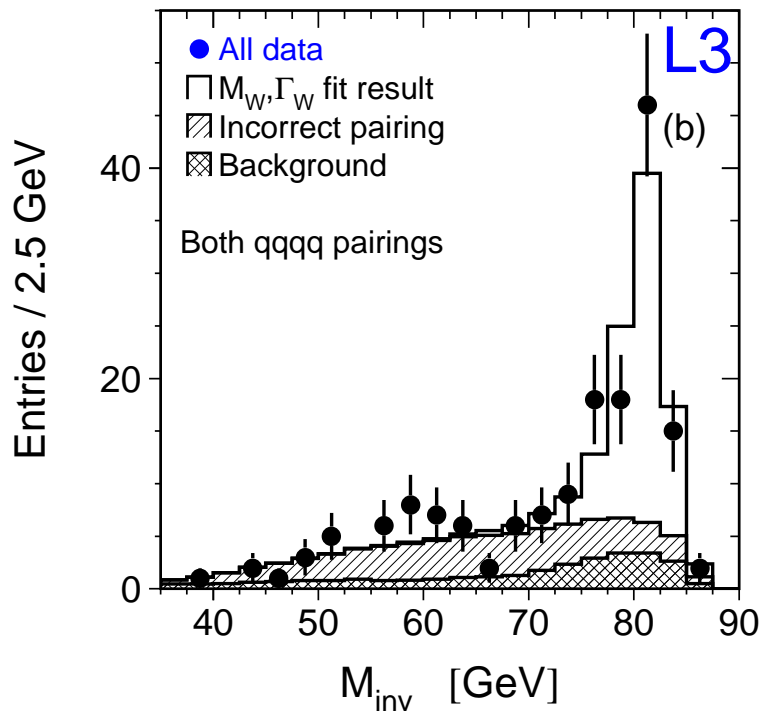 L3
All data
M_W,Γ_W fit result
(b)
Incorrect pairing
Background
Both qqqq pairings
Entries / 2.5 GeV
40
20
0
40 50 60 70 80 90
M_inv [GeV]